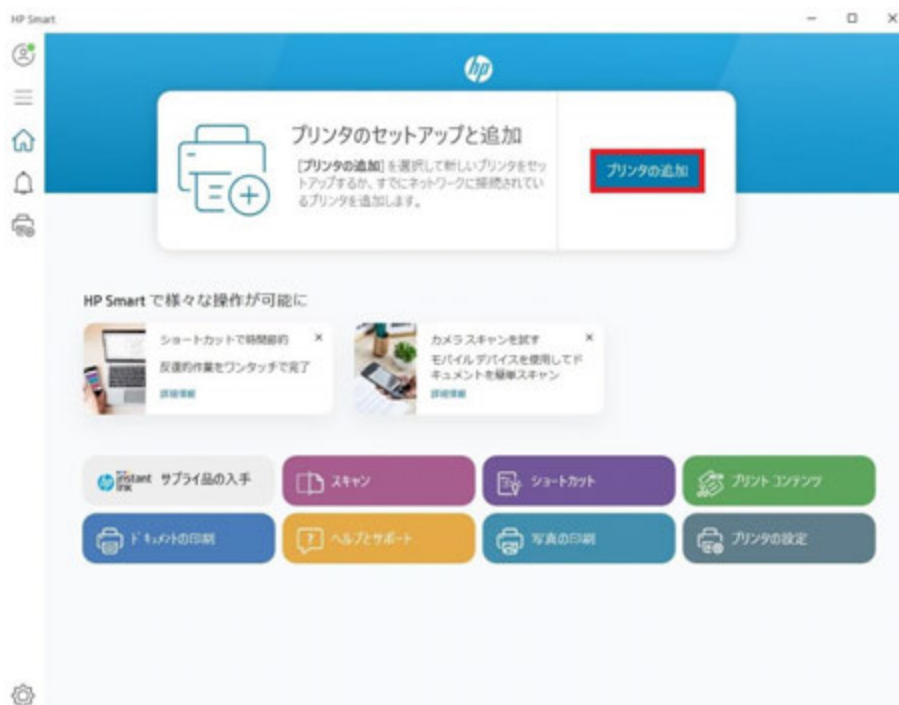 HP Smart
hp
プリンタのセットアップと追加
[プリンタの追加] を選択して新しいプリンタをセッ
トアップするか、すでにネットワークに接続されてい
るプリンタを追加します。
プリンタの追加
HP Smart で様々な操作が可能に
ショートカットで時間節約
反復的作業をワンタッチで完了
詳細情報
カメラ スキャンを試す
モバイル デバイスを使用してド
キュメントを簡単スキャン
詳細情報
instant ink サプライ品の入手
スキャン
ショートカット
プリント コンテンツ
ドキュメントの印刷
ヘルプとサポート
写真の印刷
プリンタの設定